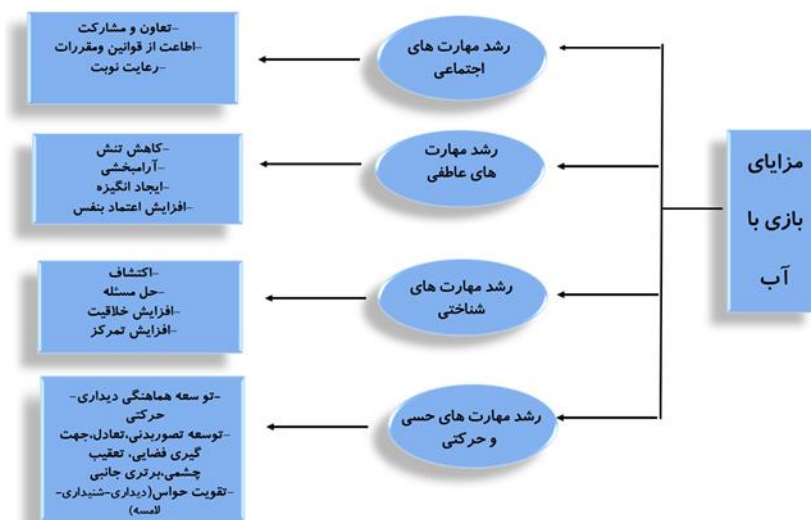 مزایای
بازی با
آب
رشد مهارت های
اجتماعی
-تعاون و مشارکت
-اطاعت از قوانین ومقررات
-رعایت نوبت
رشد مهارت
های عاطفی
-کاهش تنش
-آرامبخشی
-ایجاد انگیزه
-افزایش اعتماد بنفس
رشد مهارت های
شناختی
-اکتشاف
-حل مسئله
-افزایش خلاقیت
-افزایش تمرکز
رشد مهارت های حسی
و حرکتی
-تو سعه هماهنگی دیداری-
حرکتی
-توسعه تصوربدنی،تعادل،جهت
گیری فضایی، تعقیب
چشمی،برتری جانبی
-تقویت حواس(دیداری-شنیداری-
لامسه)